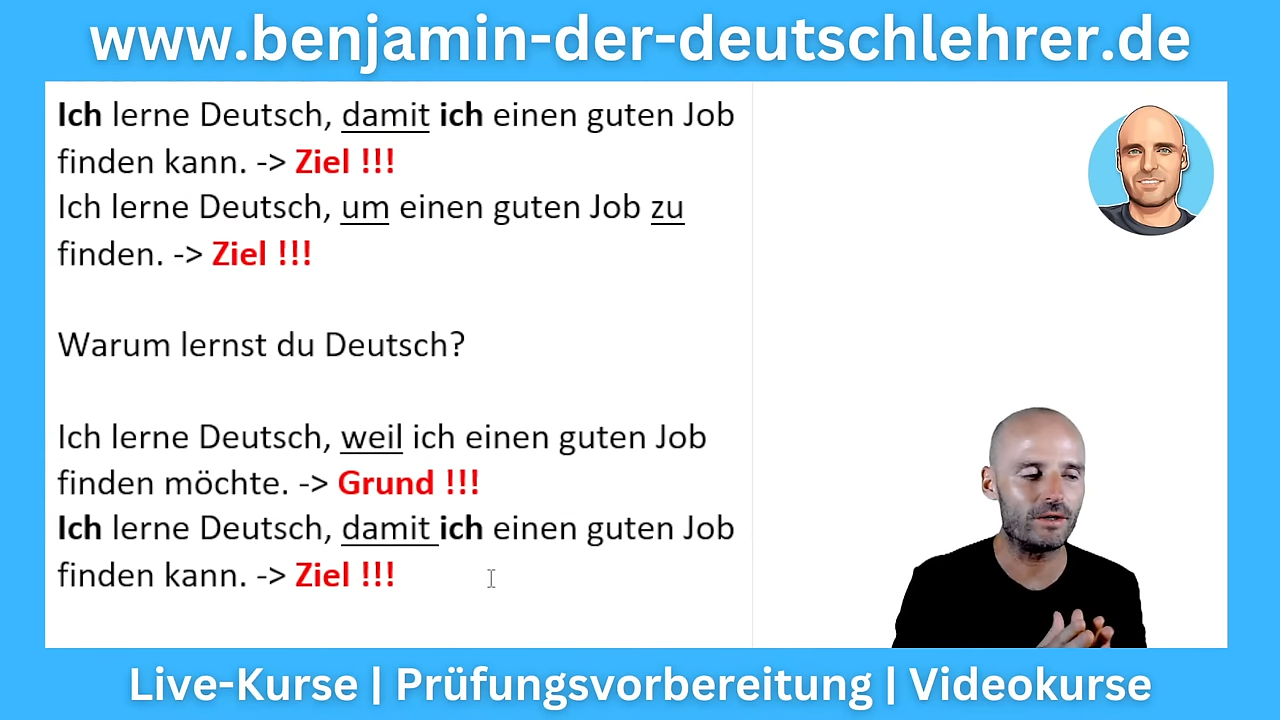 www.benjamin-der-deutschlehrer.de
Ich lerne Deutsch, damit ich einen guten Job
finden kann. -> Ziel !!!
Ich lerne Deutsch, um einen guten Job zu
finden. -> Ziel !!!
Warum lernst du Deutsch?
Ich lerne Deutsch, weil ich einen guten Job
finden möchte. -> Grund !!!
Ich lerne Deutsch, damit ich einen guten Job
finden kann. -> Ziel !!!
Live-Kurse | Prüfungsvorbereitung | Videokurse